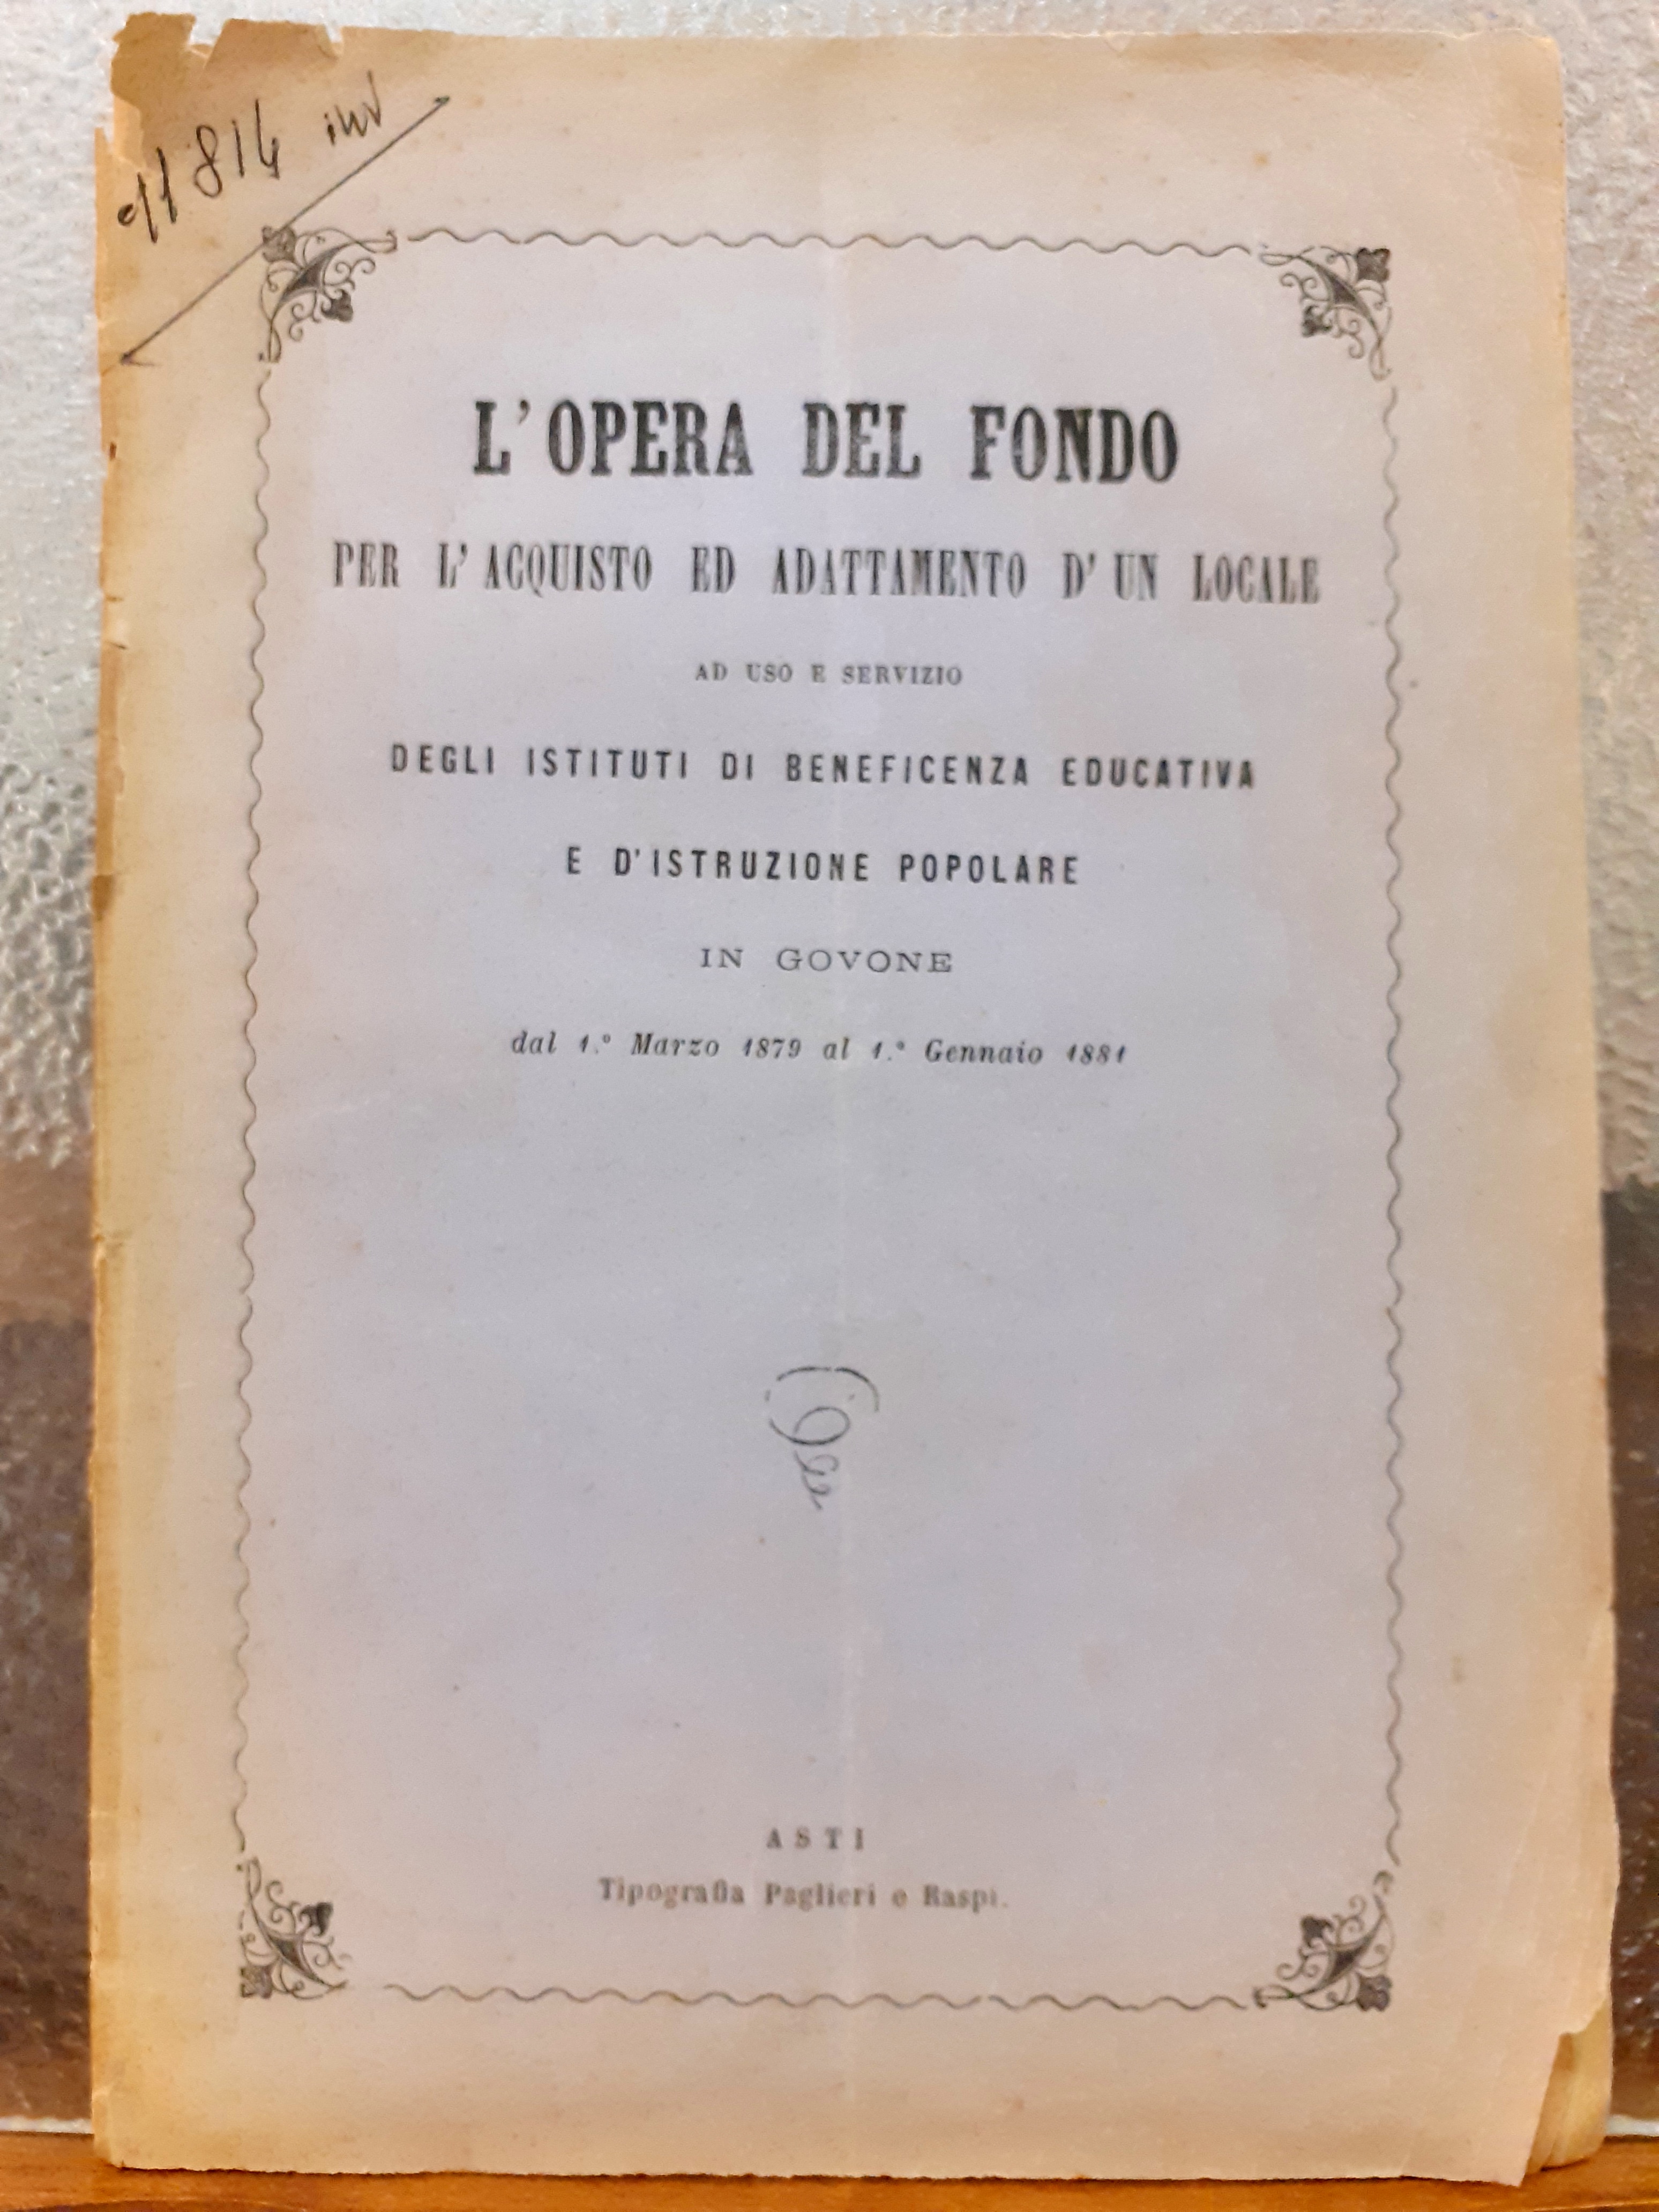 11814 inv
L'OPERA DEL FONDO
PER L'ACQUISTO ED ADATTAMENTO D'UN LOCALE
AD USO E SERVIZIO
DEGLI ISTITUTI DI BENEFICENZA EDUCATIVA
E D'ISTRUZIONE POPOLARE
IN GOVONE
dal 1.° Marzo 1879 al 1.° Gennaio 1881
ASTI
Tipografia Paglieri e Raspi.